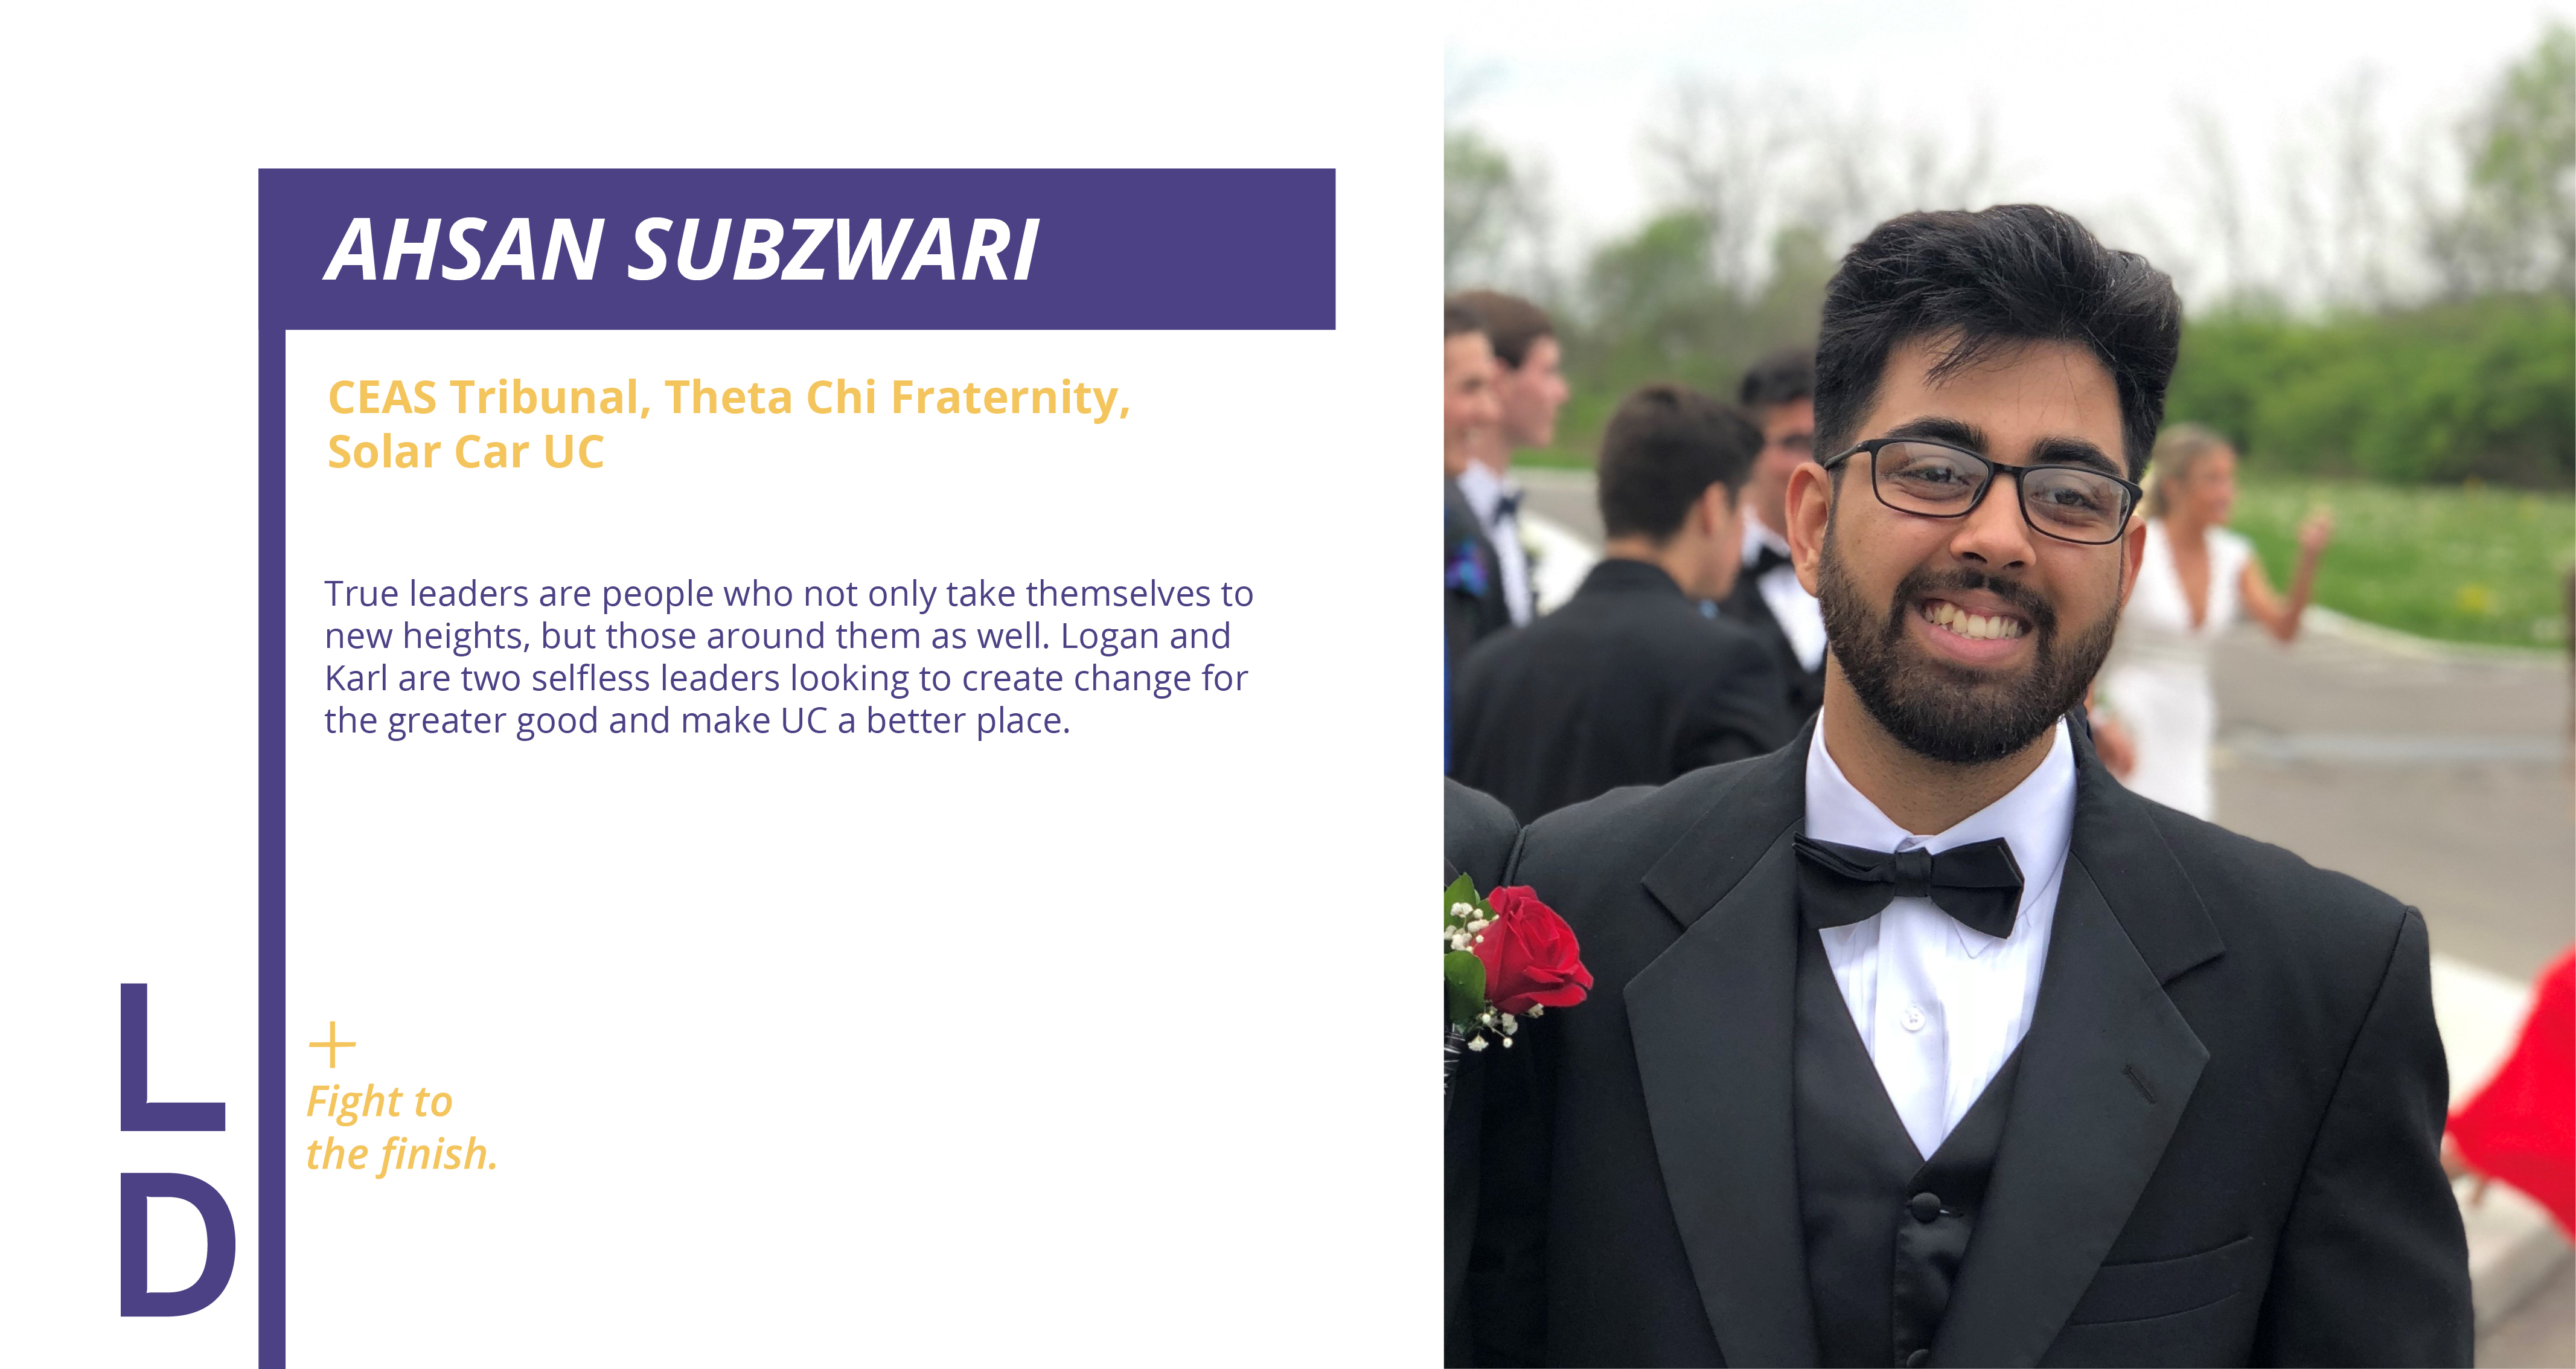 AHSAN SUBZWARI
CEAS Tribunal, Theta Chi Fraternity,
Solar Car UC
True leaders are people who not only take themselves to
new heights, but those around them as well. Logan and
Karl are two selfless leaders looking to create change for
the greater good and make UC a better place.
L
D
+
Fight to
the finish.